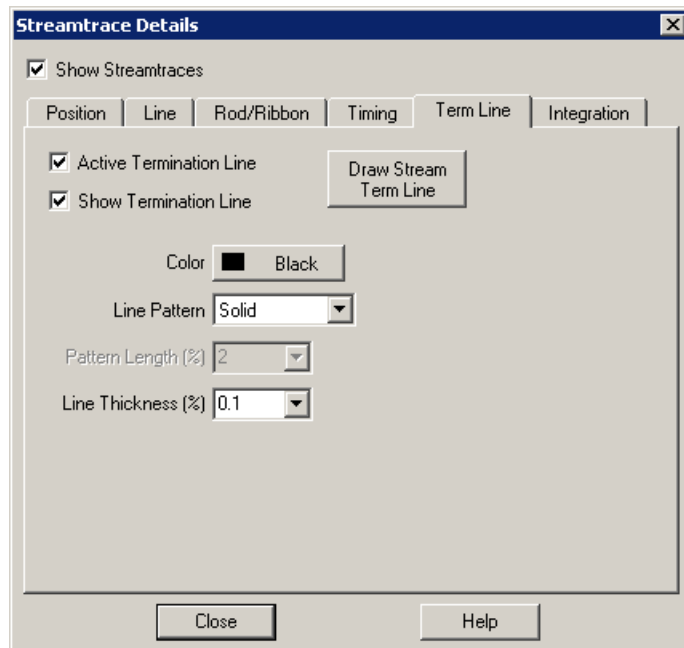 Streamtrace Details
Show Streamtraces
Position Line Rod/Ribbon Timing Term Line Integration
Active Termination Line
Show Termination Line
Draw Stream
Term Line
Color Black
Line Pattern Solid
Pattern Length (%) 2
Line Thickness (%) 0.1
Close Help